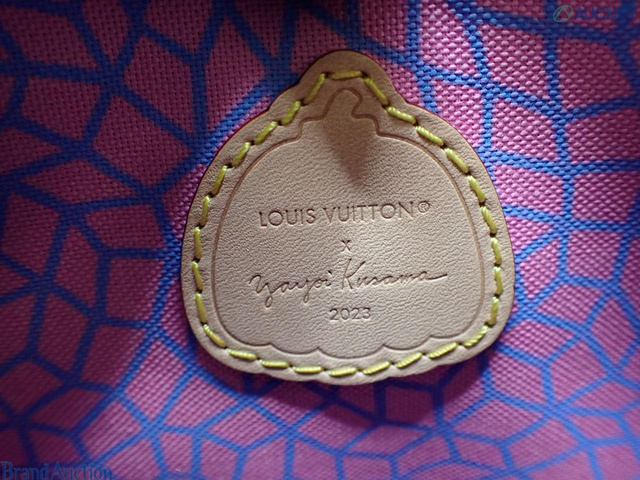 LOUIS VUITTON®
x
Yayoi Kusama
2023
Brand Auction